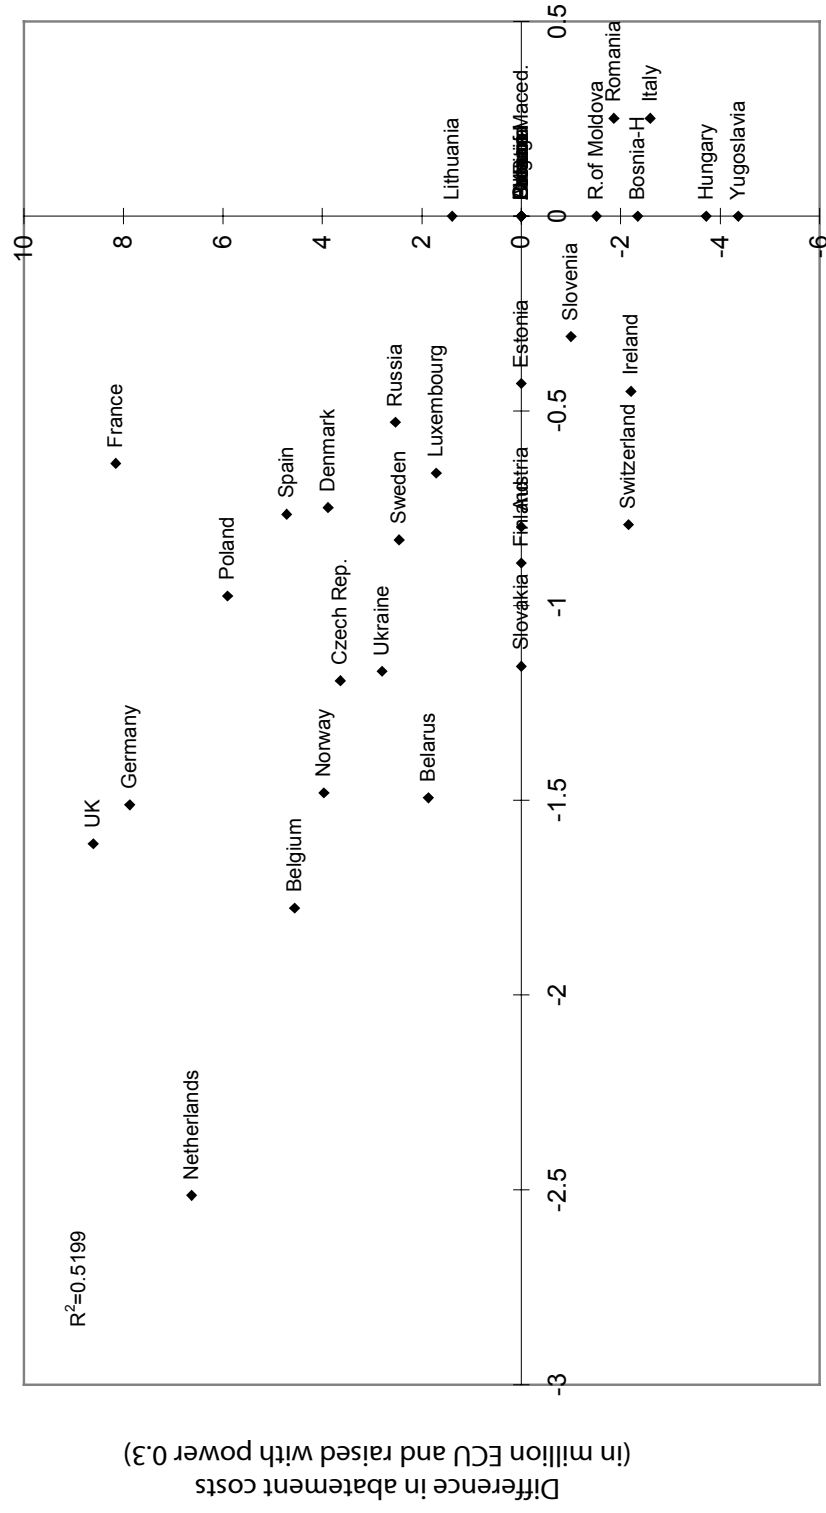 Difference in abatement costs
(in million ECU and raised with power 0.3)
R²=0.5199
10
8
6
4
2
0
-2
-4
-6
-3
-2.5
-2
-1.5
-1
-0.5
0
0.5
UK
Germany
France
Netherlands
Poland
Spain
Belgium
Norway
Denmark
Czech Rep.
Ukraine
Russia
Sweden
Belarus
Luxembourg
Lithuania
Slovakia
Finland
Austria
Estonia
Maced.
Slovenia
R.of Moldova
Romania
Switzerland
Ireland
Bosnia-H
Italy
Hungary
Yugoslavia